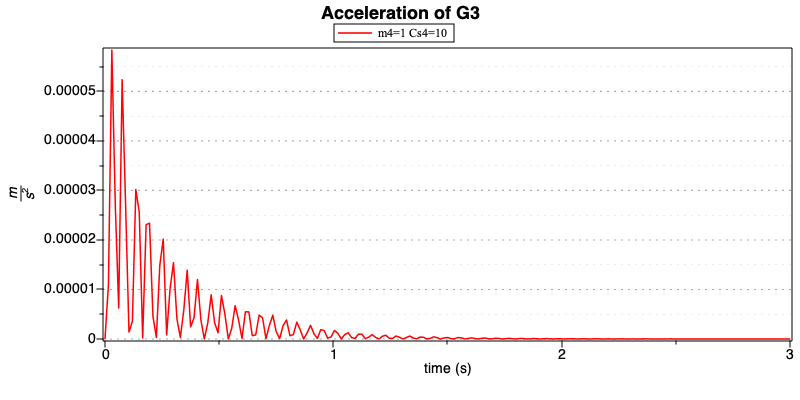 Acceleration of G3
m4=1 Cs4=10
0.00005
0.00004
0.00003
0.00002
0.00001
0
m
s²
0 1 2 3
time (s)